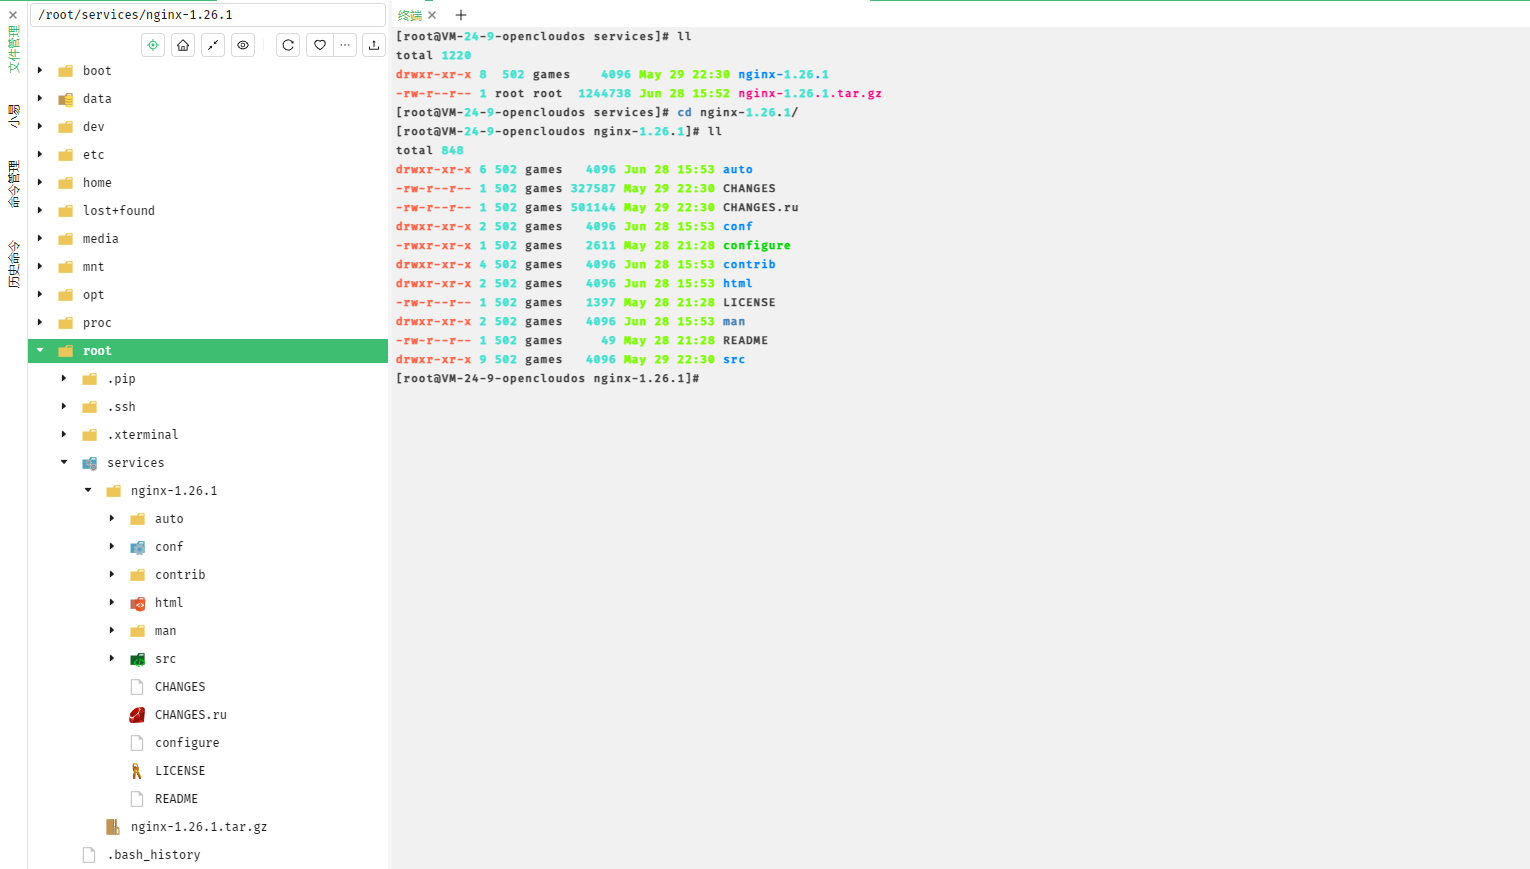 文件管理
小易
命令管理
历史命令
/root/services/nginx-1.26.1
boot
data
dev
etc
home
lost+found
media
mnt
opt
proc
root
.pip
.ssh
.xterminal
services
nginx-1.26.1
auto
conf
contrib
html
man
src
CHANGES
CHANGES.ru
configure
LICENSE
README
nginx-1.26.1.tar.gz
.bash_history
终端
[root@VM-24-9-opencloudos services]# ll
total 1220
drwxr-xr-x 8  502 games    4096 May 29 22:30 nginx-1.26.1
-rw-r--r-- 1 root root  1244738 Jun 28 15:52 nginx-1.26.1.tar.gz
[root@VM-24-9-opencloudos services]# cd nginx-1.26.1/
[root@VM-24-9-opencloudos nginx-1.26.1]# ll
total 848
drwxr-xr-x 6 502 games   4096 Jun 28 15:53 auto
-rw-r--r-- 1 502 games 327587 May 29 22:30 CHANGES
-rw-r--r-- 1 502 games 501144 May 29 22:30 CHANGES.ru
drwxr-xr-x 2 502 games   4096 Jun 28 15:53 conf
-rwxr-xr-x 1 502 games   2611 May 28 21:28 configure
drwxr-xr-x 4 502 games   4096 Jun 28 15:53 contrib
drwxr-xr-x 2 502 games   4096 Jun 28 15:53 html
-rw-r--r-- 1 502 games   1397 May 28 21:28 LICENSE
drwxr-xr-x 2 502 games   4096 Jun 28 15:53 man
-rw-r--r-- 1 502 games     49 May 28 21:28 README
drwxr-xr-x 9 502 games   4096 May 29 22:30 src
[root@VM-24-9-opencloudos nginx-1.26.1]#